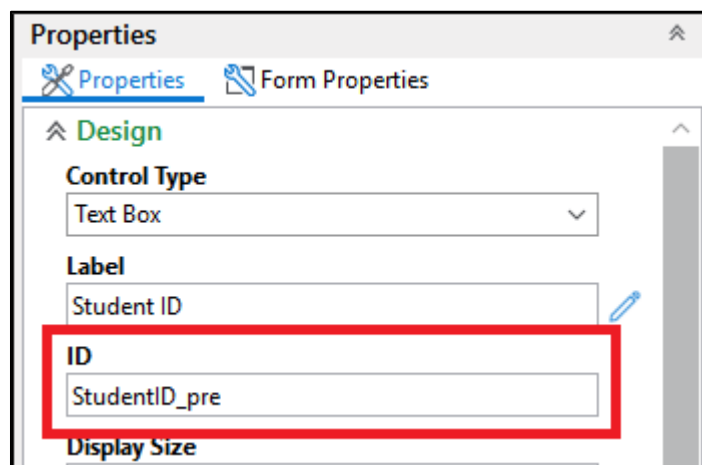 Properties
Properties Form Properties
Design
Control Type
Text Box
Label
Student ID
ID
StudentID_pre
Display Size